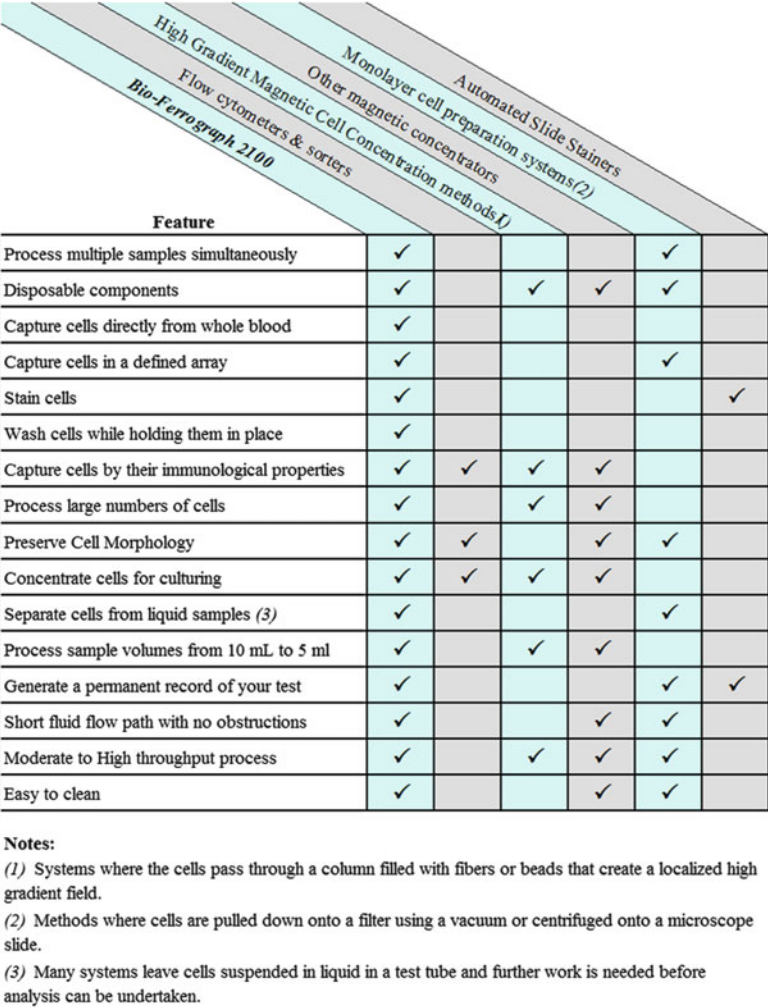 Automated Slide Stainers
Monolayer cell preparation systems(2)
Other magnetic concentrators
High Gradient Magnetic Cell Concentration methods1)
Flow cytometers & sorters
Bio-Ferrograph 2100
Feature
Process multiple samples simultaneously ✓ ✓
Disposable components ✓ ✓ ✓ ✓
Capture cells directly from whole blood ✓
Capture cells in a defined array ✓ ✓
Stain cells ✓ ✓
Wash cells while holding them in place ✓
Capture cells by their immunological properties ✓ ✓ ✓ ✓
Process large numbers of cells ✓ ✓ ✓
Preserve Cell Morphology ✓ ✓ ✓ ✓
Concentrate cells for culturing ✓ ✓ ✓ ✓
Separate cells from liquid samples (3) ✓ ✓
Process sample volumes from 10 mL to 5 ml ✓ ✓ ✓
Generate a permanent record of your test ✓ ✓ ✓
Short fluid flow path with no obstructions ✓ ✓ ✓
Moderate to High throughput process ✓ ✓ ✓ ✓
Easy to clean ✓ ✓ ✓
Notes:
(1) Systems where the cells pass through a column filled with fibers or beads that create a localized high
gradient field.
(2) Methods where cells are pulled down onto a filter using a vacuum or centrifuged onto a microscope
slide.
(3) Many systems leave cells suspended in liquid in a test tube and further work is needed before
analysis can be undertaken.